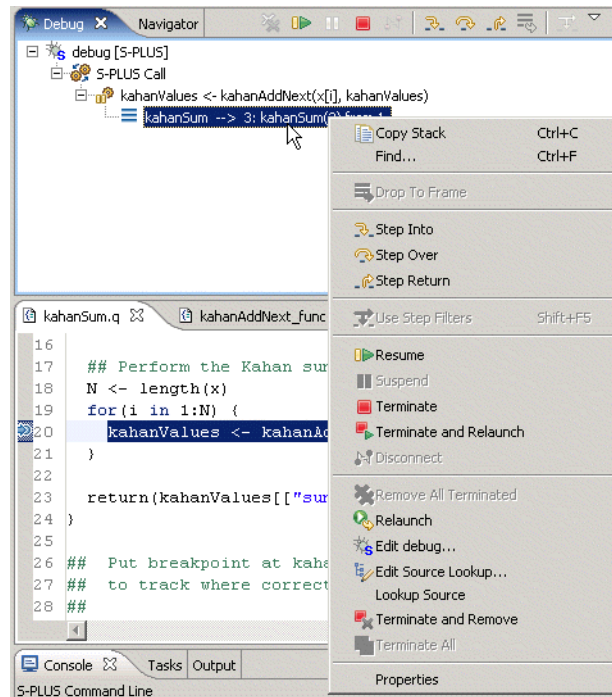 Debug Navigator
debug [S-PLUS]
S-PLUS Call
kahanValues <- kahanAddNext(x[i], kahanValues)
kahanSum --> 3: kahanSum(2) from 1
Copy Stack Ctrl+C
Find... Ctrl+F
Drop To Frame
Step Into
Step Over
Step Return
Use Step Filters Shift+F5
Resume
Suspend
Terminate
Terminate and Relaunch
Disconnect
Remove All Terminated
Relaunch
Edit debug...
Edit Source Lookup...
Lookup Source
Terminate and Remove
Terminate All
Properties
kahanSum.q kahanAddNext_func
16
17 ## Perform the Kahan sum
18 N <- length(x)
19 for(i in 1:N) {
20 kahanValues <- kahanAd
21 }
22
23 return(kahanValues[["sum
24 }
25
26 ## Put breakpoint at kaha
27 ## to track where correct
28 ##
Console Tasks Output
S-PLUS Command Line